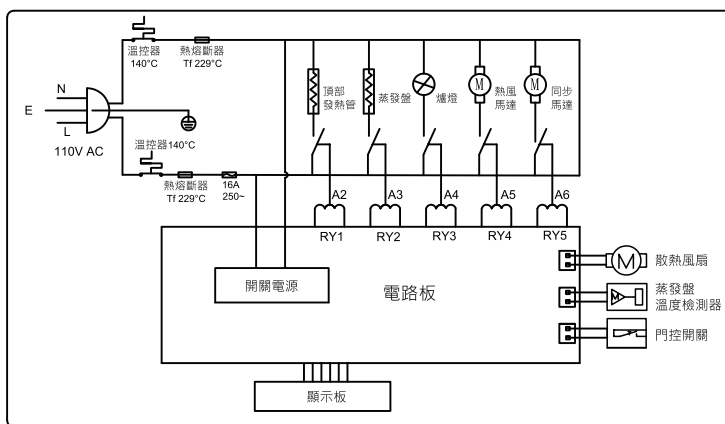 溫控器
140°C
熱熔斷器
Tf 229°C
N
E
L
110V AC
溫控器140°C
熱熔斷器
Tf 229°C
16A
250~
頂部
發熱管
蒸發盤
爐燈
M
熱風
馬達
M
同步
馬達
A2
A3
A4
A5
A6
RY1
RY2
RY3
RY4
RY5
開關電源
電路板
M
散熱風扇
M
蒸發盤
溫度檢測器
門控開關
顯示板